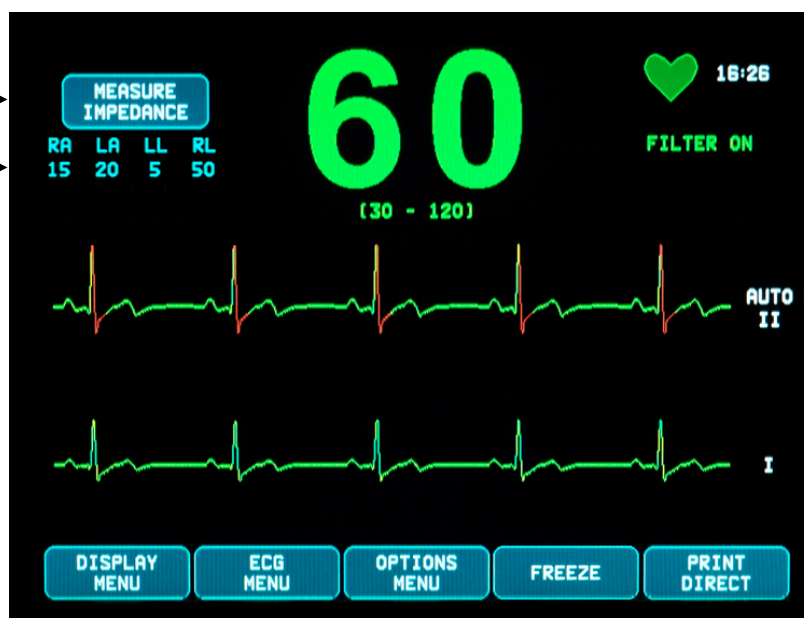 MEASURE
IMPEDANCE
RA LA LL RL
15 20 5 50
60
(30 - 120)
16:26
FILTER ON
AUTO
II
I
DISPLAY
MENU
ECG
MENU
OPTIONS
MENU
FREEZE
PRINT
DIRECT